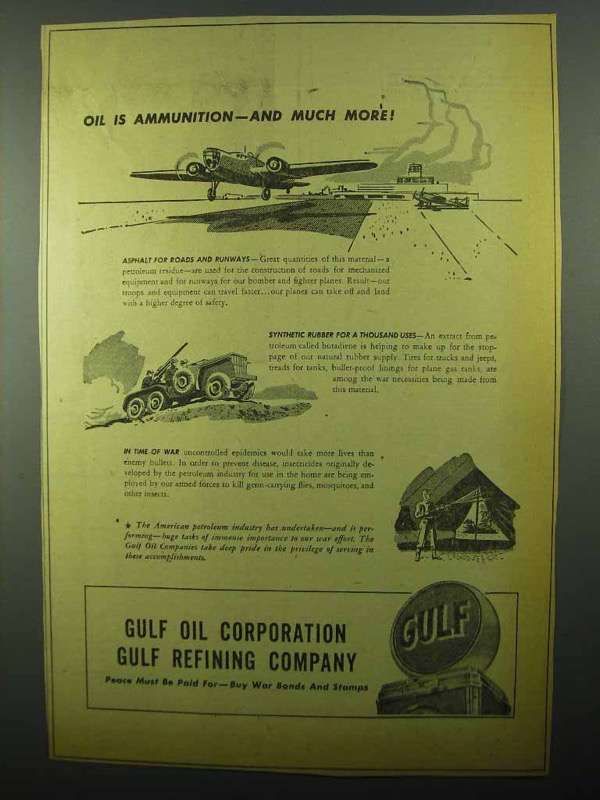 OIL IS AMMUNITION—AND MUCH MORE!
ASPHALT FOR ROADS AND RUNWAYS—Great quantities of this material—a
petroleum residue—are used for the construction of roads for mechanized
equipment and for runways for our bomber and fighter planes. Result—our
troops and equipment can travel faster...our planes can take off and land
with a higher degree of safety.
SYNTHETIC RUBBER FOR A THOUSAND USES—An extract from pe-
troleum called butadiene is helping to make up for the stop-
page of our natural rubber supply. Tires for trucks and jeeps,
treads for tanks, bullet-proof linings for plane gas tanks, are
among the war necessities being made from
this material.
IN TIME OF WAR uncontrolled epidemics would take more lives than
enemy bullets. In order to prevent disease, insecticides originally de-
veloped by the petroleum industry for use in the home are being em-
ployed by our armed forces to kill germ-carrying flies, mosquitoes, and
other insects.
★ The American petroleum industry has undertaken—and is per-
forming—huge tasks of immense importance to our war effort. The
Gulf Oil Companies take deep pride in the privilege of serving in
these accomplishments.
GULF OIL CORPORATION
GULF REFINING COMPANY
Peace Must Be Paid For—Buy War Bonds And Stamps
GULF